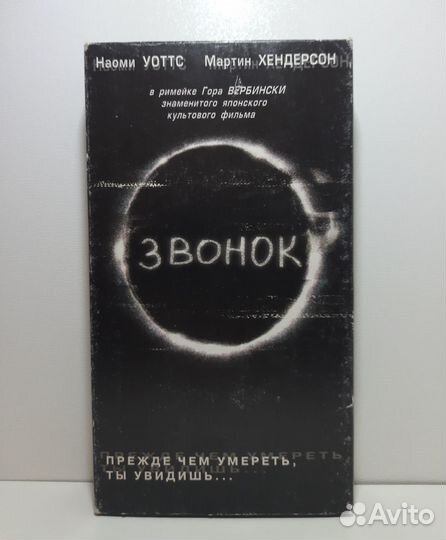 Наоми УОТТС Мартин ХЕНДЕРСОН
в римейке Гора ВЕРБИНСКИ
знаменитого японского
культового фильма
ЗВОНОК
ПРЕЖДЕ ЧЕМ УМЕРЕТЬ,
ТЫ УВИДИШЬ...
Avito